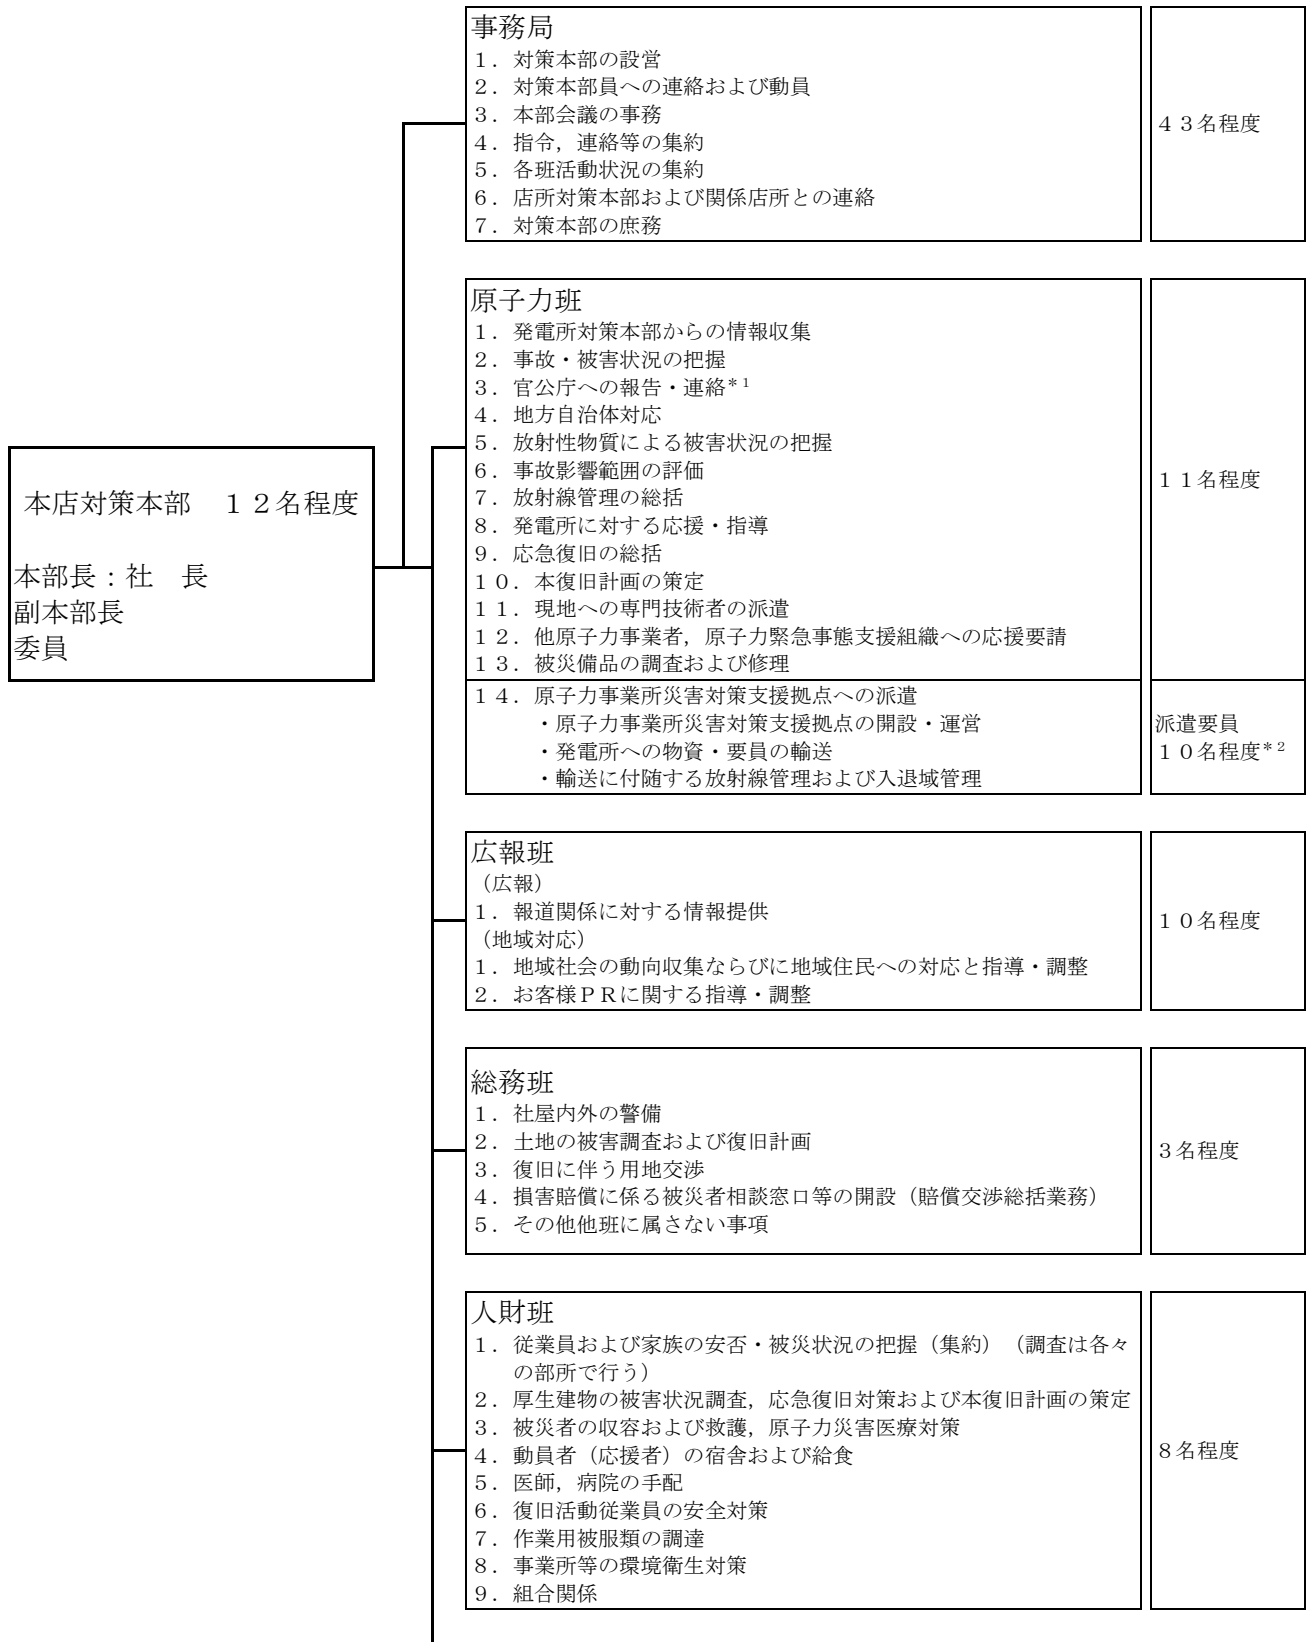 事務局
１．対策本部の設営
２．対策本部員への連絡および動員
３．本部会議の事務
４．指令，連絡等の集約
５．各班活動状況の集約
６．店所対策本部および関係店所との連絡
７．対策本部の庶務
４３名程度
原子力班
１．発電所対策本部からの情報収集
２．事故・被害状況の把握
３．官公庁への報告・連絡＊１
４．地方自治体対応
５．放射性物質による被害状況の把握
６．事故影響範囲の評価
７．放射線管理の総括
８．発電所に対する応援・指導
９．応急復旧の総括
１０．本復旧計画の策定
１１．現地への専門技術者の派遣
１２．他原子力事業者，原子力緊急事態支援組織への応援要請
１３．被災備品の調査および修理
１１名程度
１４．原子力事業所災害対策支援拠点への派遣
・原子力事業所災害対策支援拠点の開設・運営
・発電所への物資・要員の輸送
・輸送に付随する放射線管理および入退域管理
派遣要員
１０名程度＊２
本店対策本部　１２名程度
本部長：社　長
副本部長
委員
広報班
（広報）
１．報道関係に対する情報提供
（地域対応）
１．地域社会の動向収集ならびに地域住民への対応と指導・調整
２．お客様ＰＲに関する指導・調整
１０名程度
総務班
１．社屋内外の警備
２．土地の被害調査および復旧計画
３．復旧に伴う用地交渉
４．損害賠償に係る被災者相談窓口等の開設（賠償交渉総括業務）
５．その他他班に属さない事項
３名程度
人財班
１．従業員および家族の安否・被災状況の把握（集約）（調査は各々
の部所で行う）
２．厚生建物の被害状況調査，応急復旧対策および本復旧計画の策定
３．被災者の収容および救護，原子力災害医療対策
４．動員者（応援者）の宿舎および給食
５．医師，病院の手配
６．復旧活動従業員の安全対策
７．作業用被服類の調達
８．事業所等の環境衛生対策
９．組合関係
８名程度